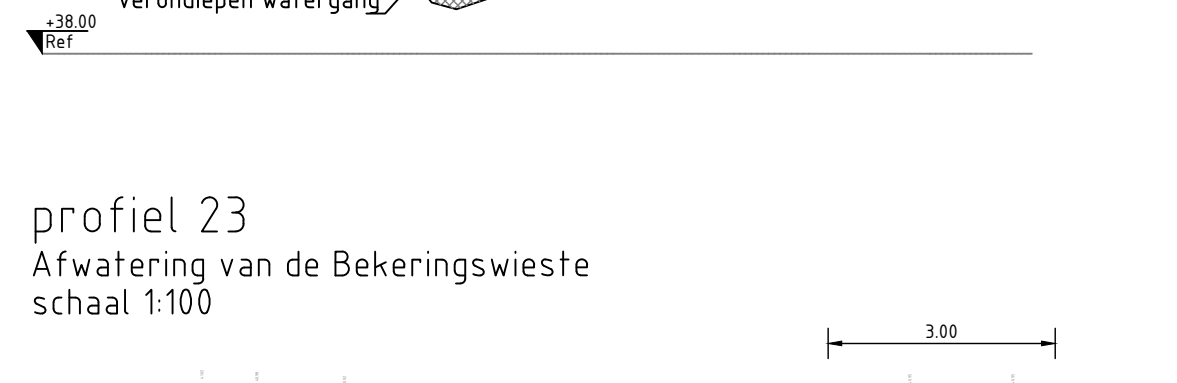 verondiepen watergang
+38.00
Ref
profiel 23
Afwatering van de Bekeringswieste
schaal 1:100
3.00